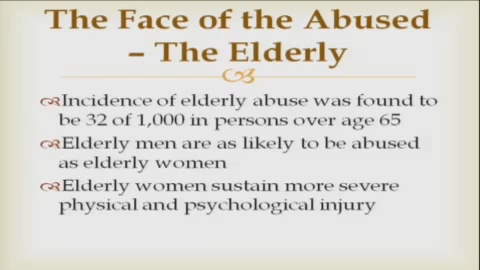 The Face of the Abused
– The Elderly
Incidence of elderly abuse was found to
be 32 of 1,000 in persons over age 65
Elderly men are as likely to be abused
as elderly women
Elderly women sustain more severe
physical and psychological injury